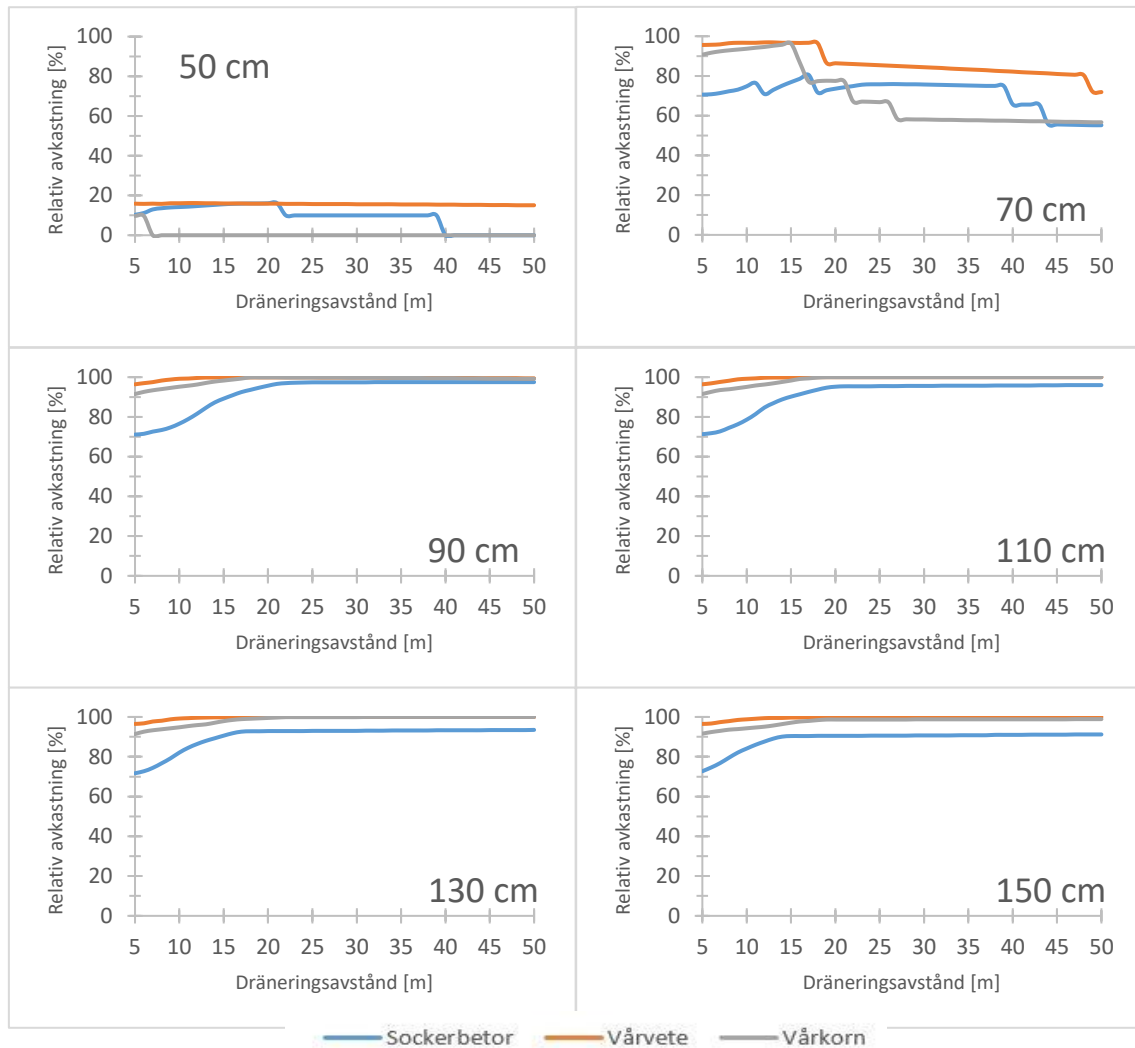 Relativ avkastning [%]
100
80
60
40
20
0
50 cm
5 10 15 20 25 30 35 40 45 50
Dräneringsavstånd [m]
Relativ avkastning [%]
100
80
60
40
20
0
70 cm
5 10 15 20 25 30 35 40 45 50
Dräneringsavstånd [m]
Relativ avkastning [%]
100
80
60
40
20
0
90 cm
5 10 15 20 25 30 35 40 45 50
Dräneringsavstånd [m]
Relativ avkastning [%]
100
80
60
40
20
0
110 cm
5 10 15 20 25 30 35 40 45 50
Dräneringsavstånd [m]
Relativ avkastning [%]
100
80
60
40
20
0
130 cm
5 10 15 20 25 30 35 40 45 50
Dräneringsavstånd [m]
Relativ avkastning [%]
100
80
60
40
20
0
150 cm
5 10 15 20 25 30 35 40 45 50
Dräneringsavstånd [m]
Sockerbetor Vårvete Vårkorn